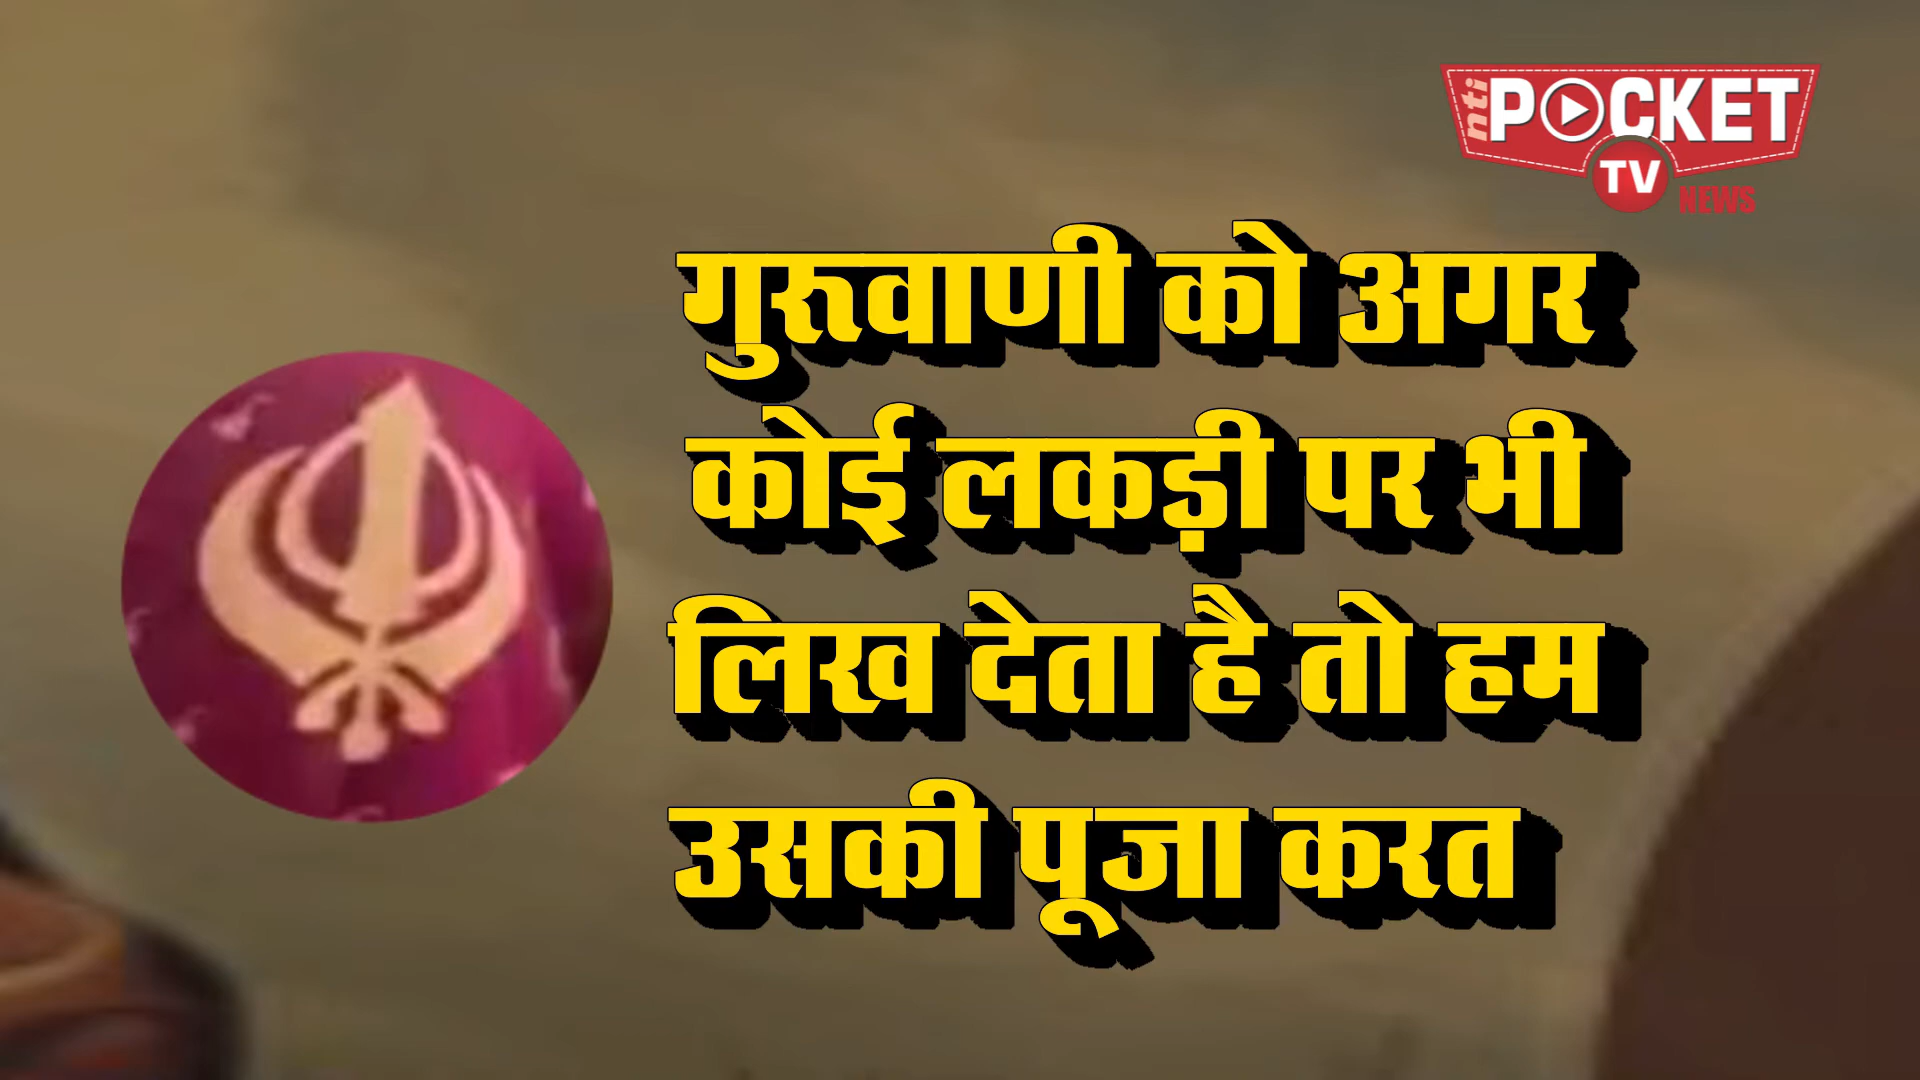 nti POCKET
TV NEWS
गुरूवाणी को अगर
कोई लकड़ी पर भी
लिख देता है तो हम
उसकी पूजा करत